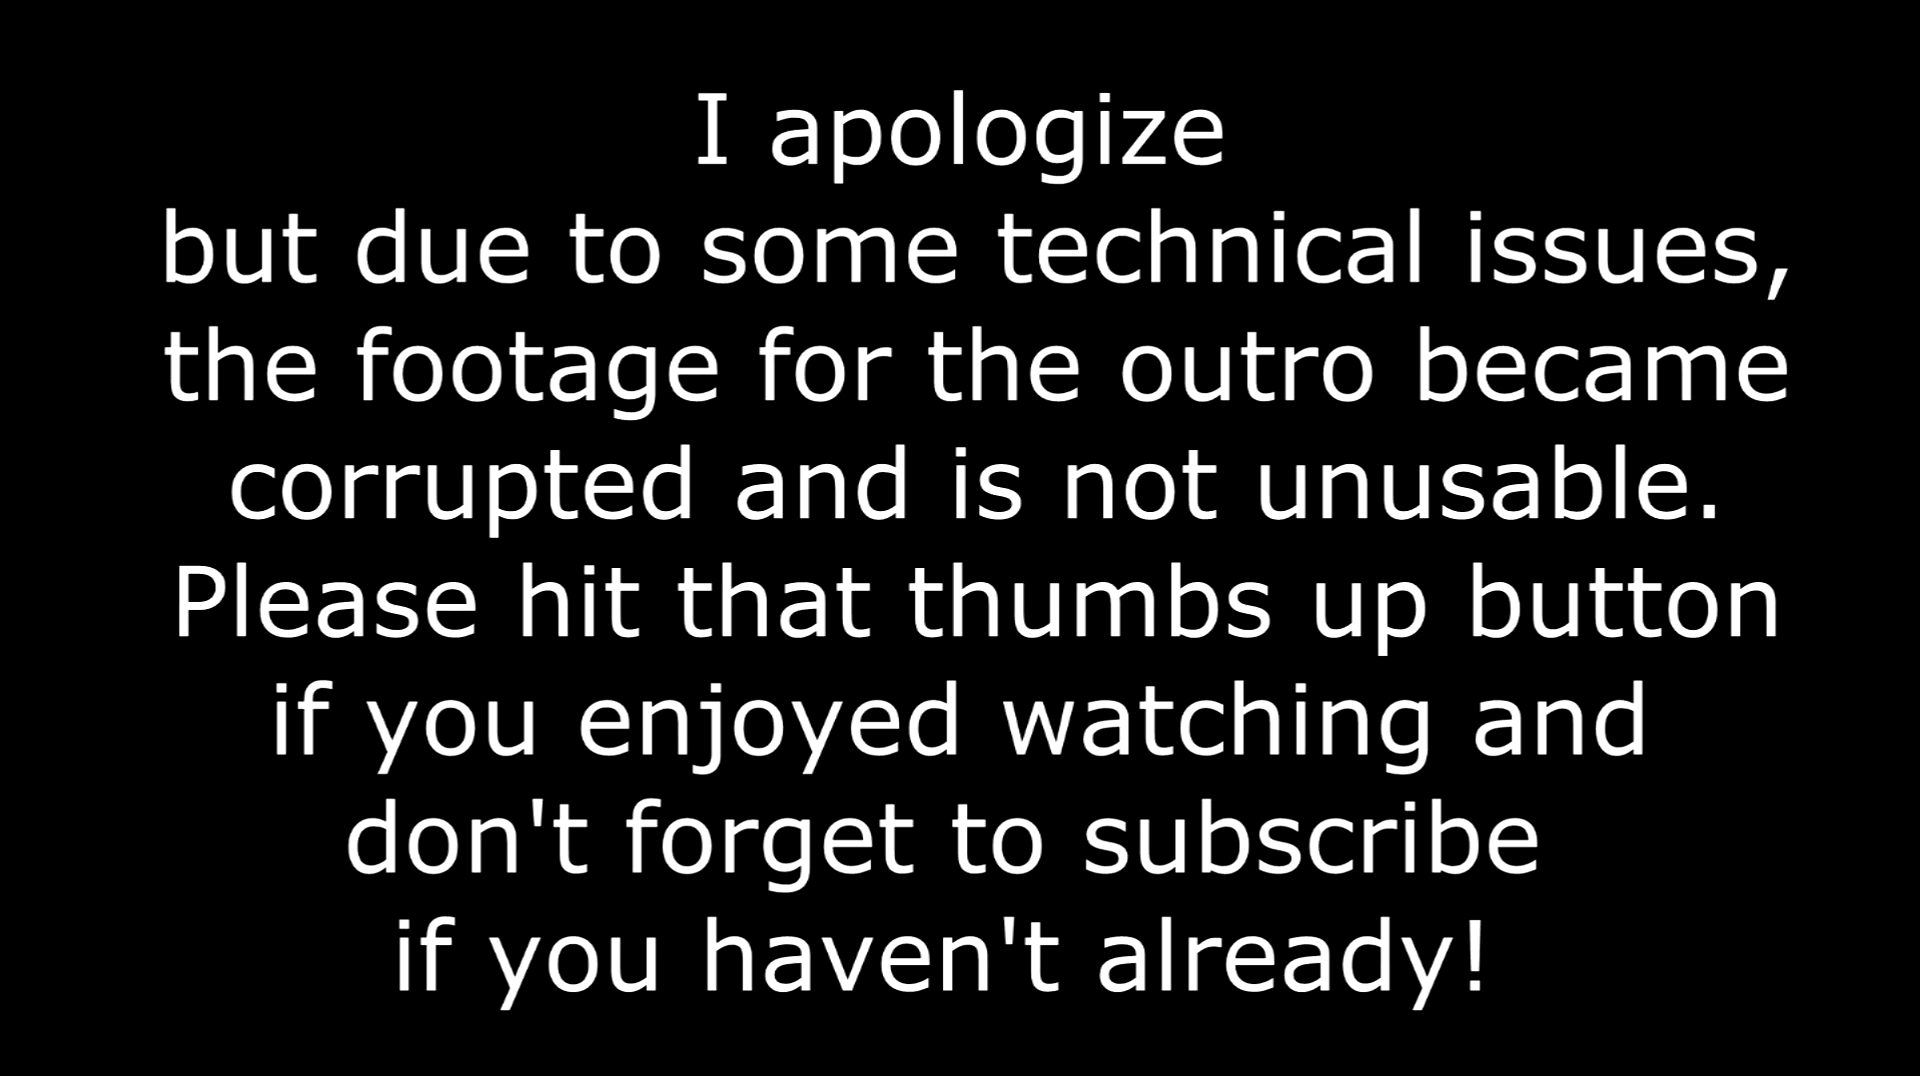 I apologize
but due to some technical issues,
the footage for the outro became
corrupted and is not unusable.
Please hit that thumbs up button
if you enjoyed watching and
don't forget to subscribe
if you haven't already!